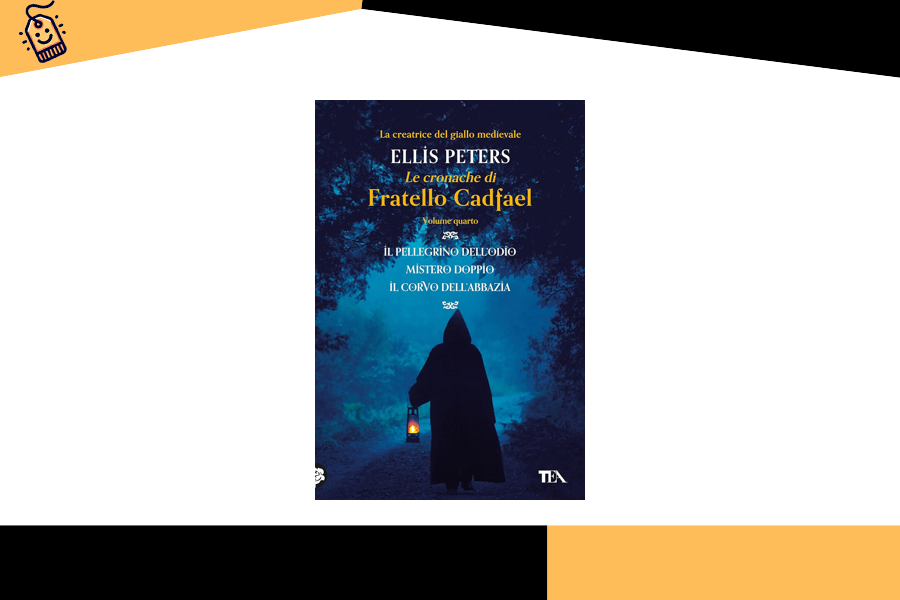 La creatrice del giallo medievale
ELLIS PETERS
Le cronache di
Fratello Cadfael
Volume quarto
IL PELLEGRINO DELL'ODIO
MISTERO DOPPIO
IL CORVO DELL'ABBAZIA
TEA